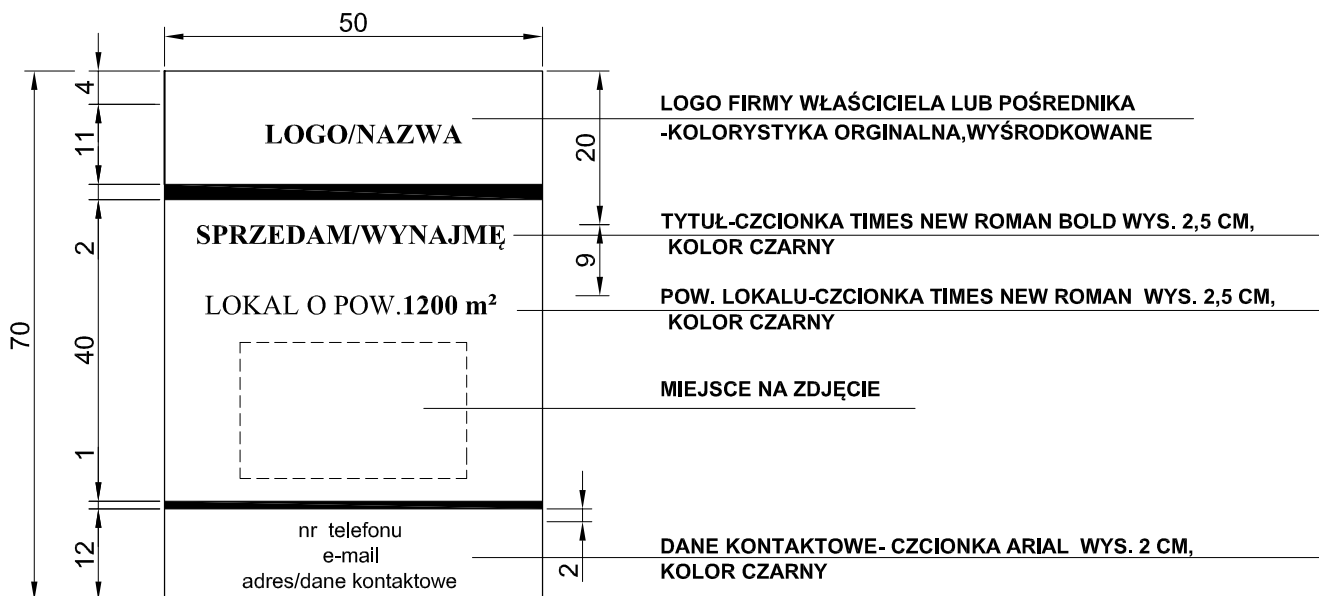 50
4
LOGO FIRMY WŁAŚCICIELA LUB POŚREDNIKA
-KOLORYSTYKA ORGINALNA,WYŚRODKOWANE
11
LOGO/NAZWA
20
2
SPRZEDAM/WYNAJMĘ
TYTUŁ-CZCIONKA TIMES NEW ROMAN BOLD WYS. 2,5 CM,
KOLOR CZARNY
9
LOKAL O POW.1200 m²
POW. LOKALU-CZCIONKA TIMES NEW ROMAN WYS. 2,5 CM,
KOLOR CZARNY
70
40
MIEJSCE NA ZDJĘCIE
1
12
nr telefonu
e-mail
adres/dane kontaktowe
2
DANE KONTAKTOWE- CZCIONKA ARIAL WYS. 2 CM,
KOLOR CZARNY